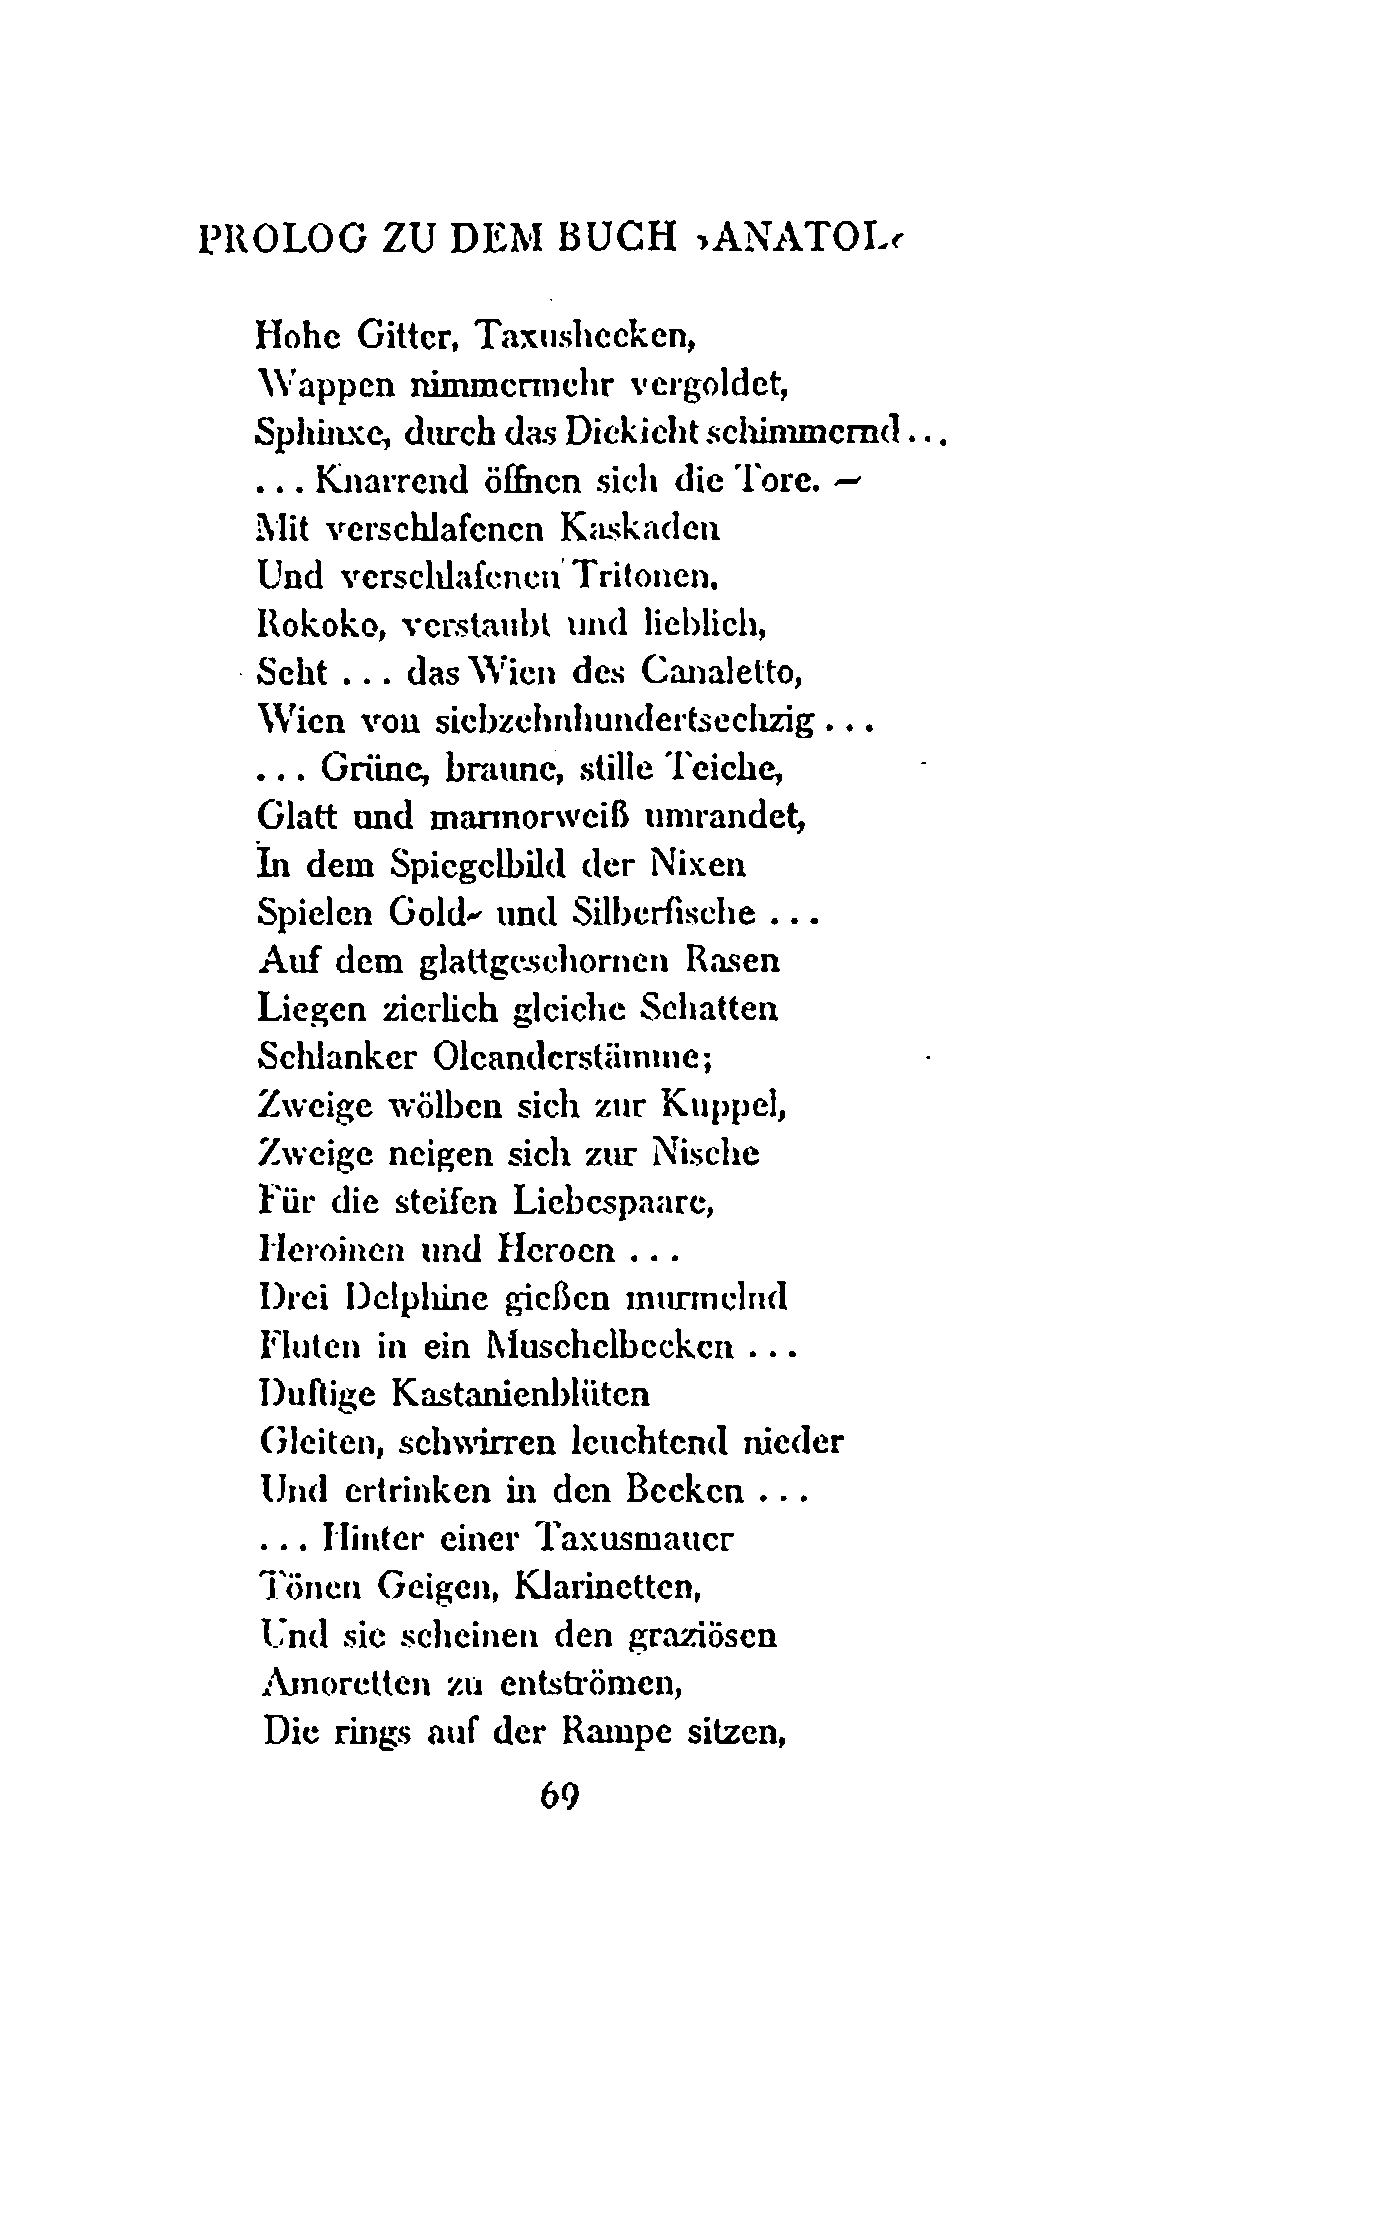 PROLOG ZU DEM BUCH ›ANATOL‹
Hohe Gitter, Taxushecken,
Wappen nimmermehr vergoldet,
Sphinxe, durch das Dickicht schimmernd...
... Knarrend öffnen sich die Tore. –
Mit verschlafenen Kaskaden
Und verschlafenen Tritonen,
Rokoko, verstaubt und lieblich,
Seht ... das Wien des Canaletto,
Wien von siebzehnhundertsechzig ...
... Grüne, braune, stille Teiche,
Glatt und marmorweiß umrandet,
In dem Spiegelbild der Nixen
Spielen Gold- und Silberfische ...
Auf dem glattgeschornen Rasen
Liegen zierlich gleiche Schatten
Schlanker Oleanderstämme;
Zweige wölben sich zur Kuppel,
Zweige neigen sich zur Nische
Für die steifen Liebespaare,
Heroinen und Heroen ...
Drei Delphine gießen murmelnd
Fluten in ein Muschelbecken ...
Duftige Kastanienblüten
Gleiten, schwirren leuchtend nieder
Und ertrinken in den Becken ...
... Hinter einer Taxusmauer
Tönen Geigen, Klarinetten,
Und sie scheinen den graziösen
Amoretten zu entströmen,
Die rings auf der Rampe sitzen,
69